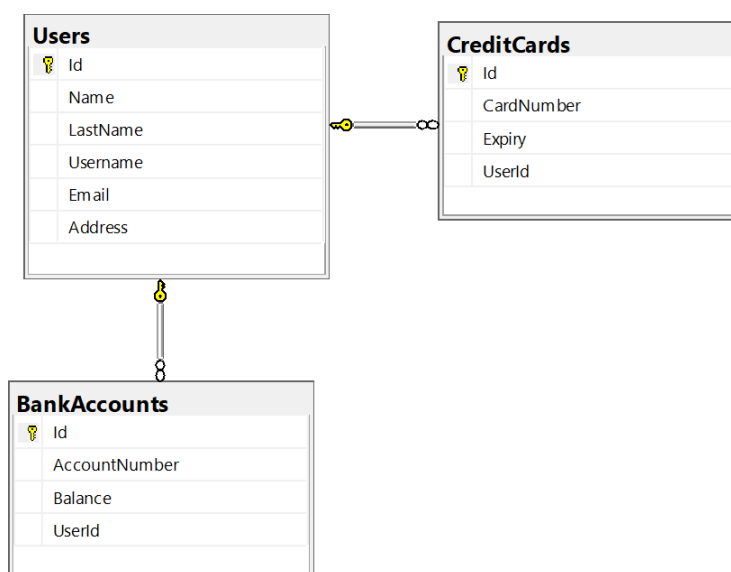 Users
Id
Name
LastName
Username
Email
Address
CreditCards
Id
CardNumber
Expiry
UserId
BankAccounts
Id
AccountNumber
Balance
UserId